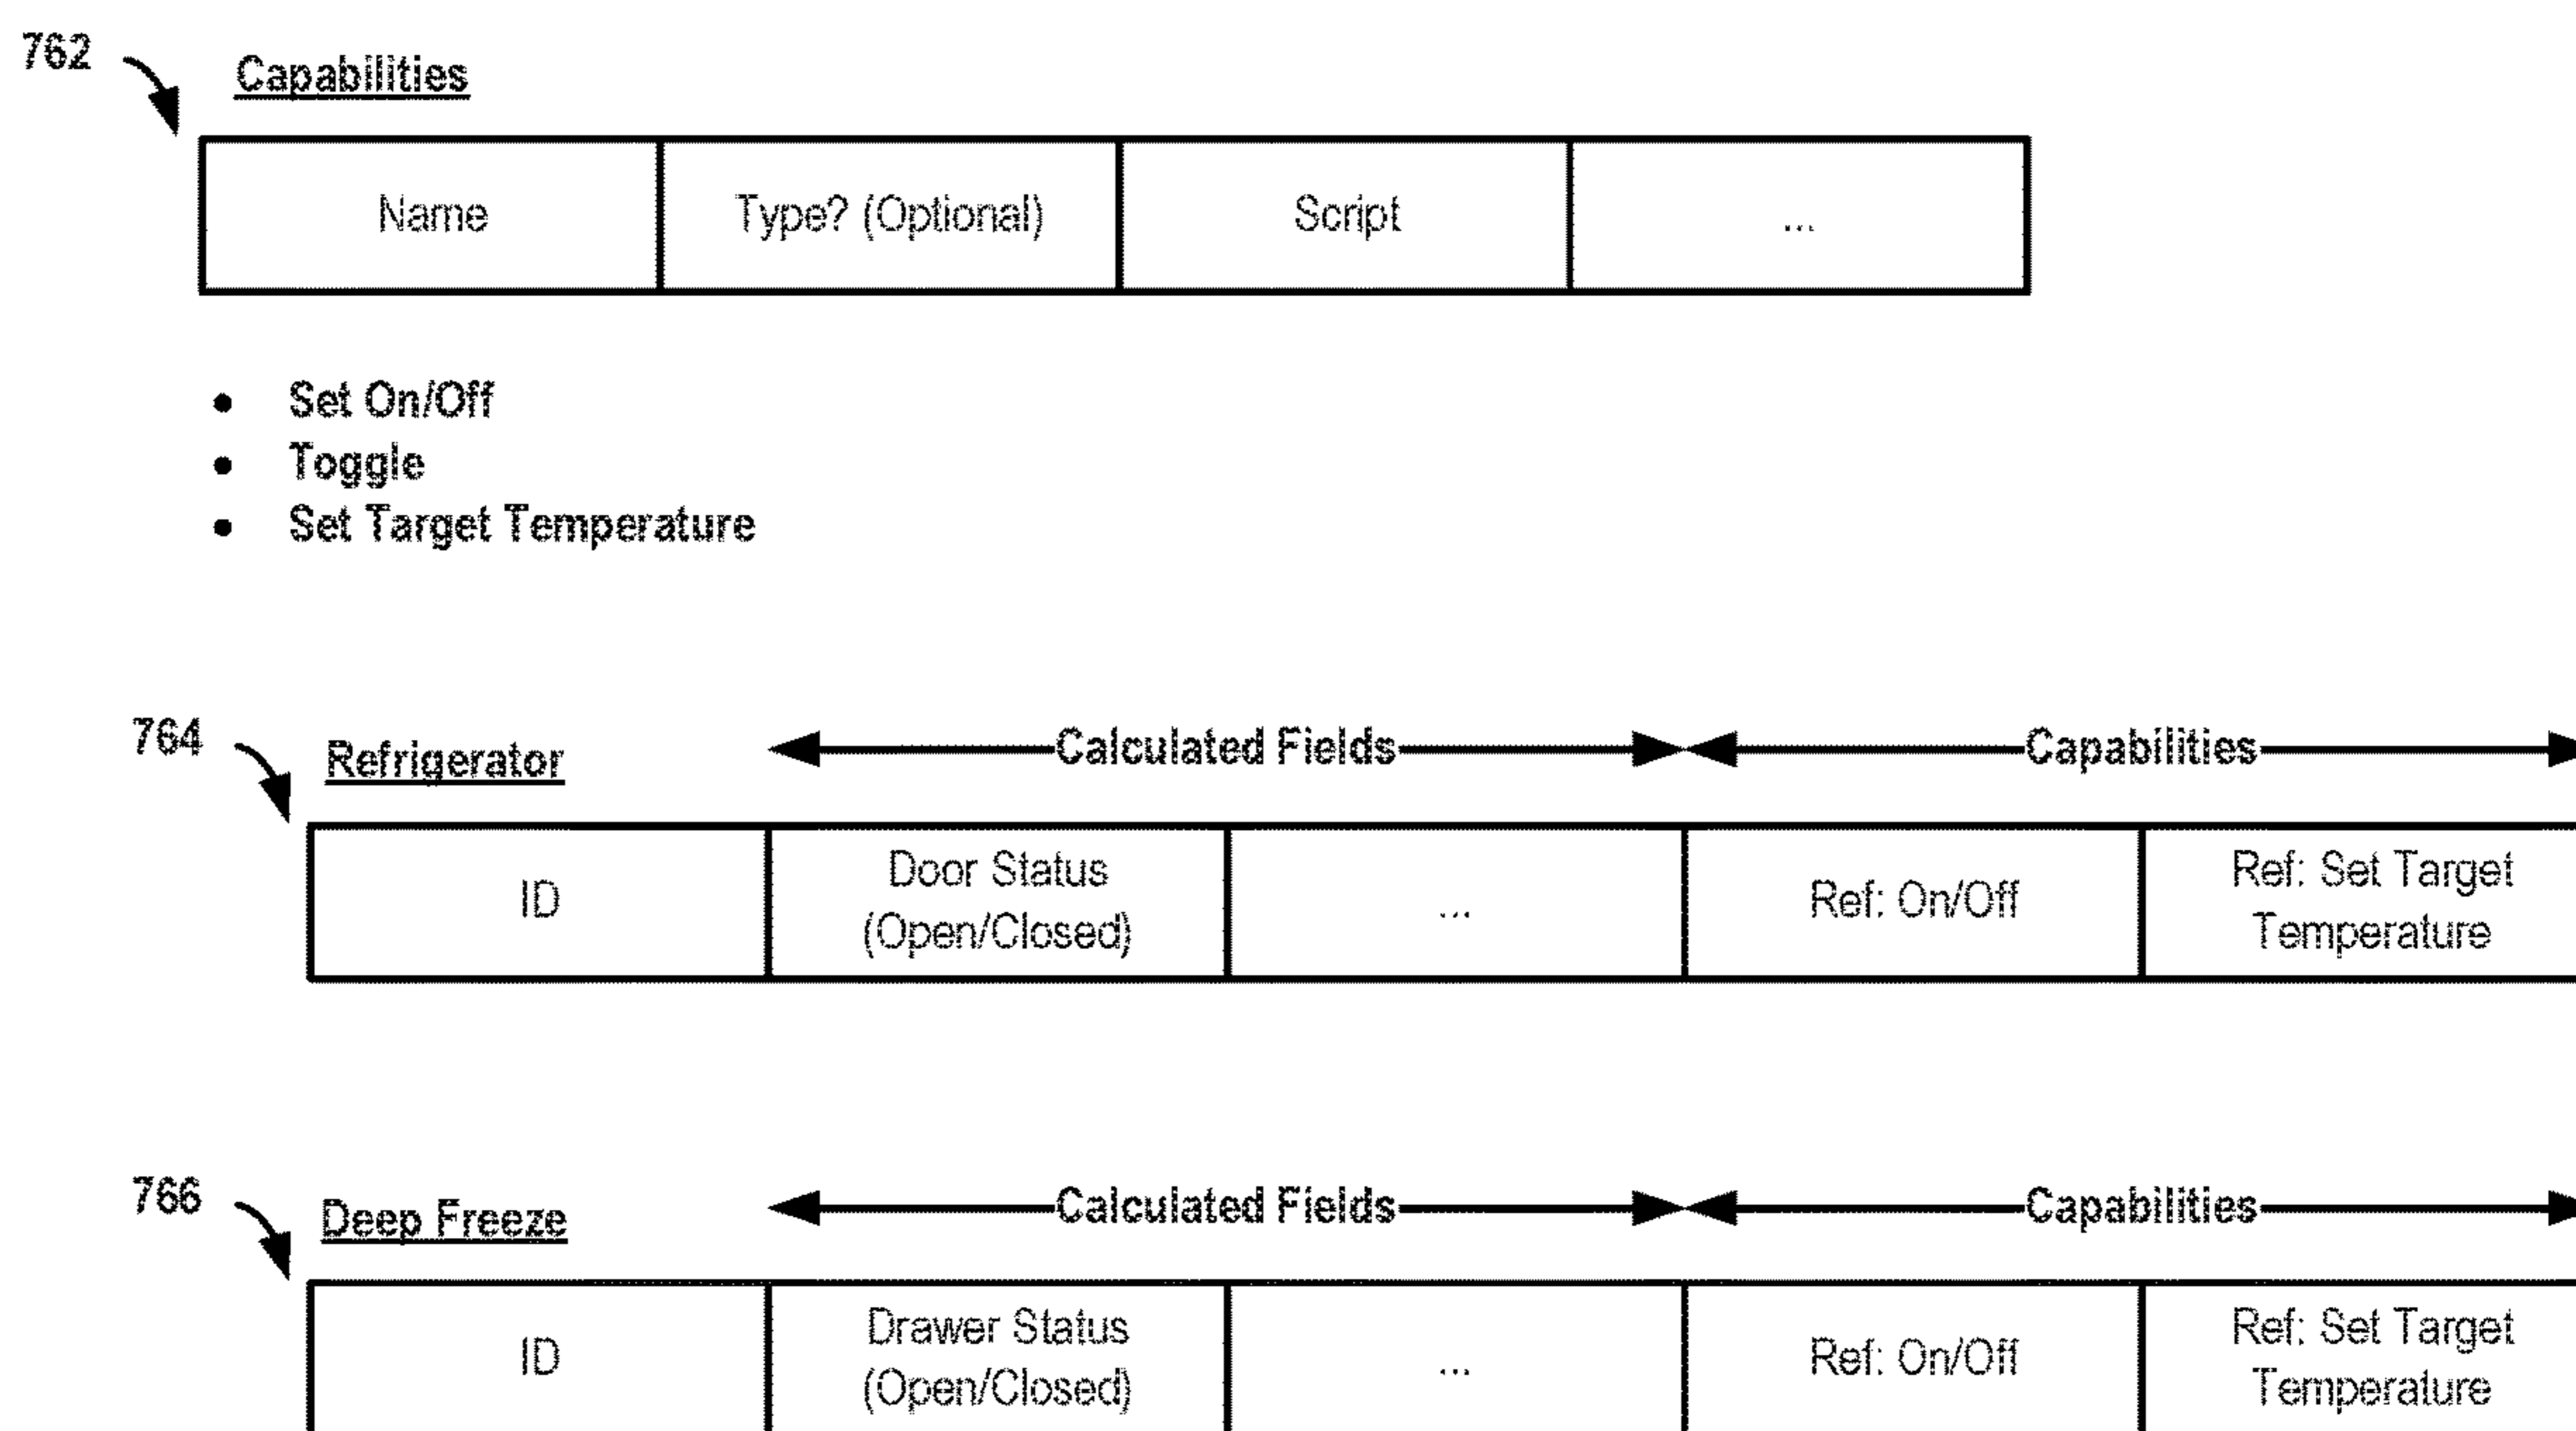 762
Capabilities
Name
Type? (Optional)
Script
...
• Set On/Off
• Toggle
• Set Target Temperature
764
Refrigerator
Calculated Fields
Capabilities
ID
Door Status
(Open/Closed)
...
Ref: On/Off
Ref: Set Target
Temperature
766
Deep Freeze
Calculated Fields
Capabilities
ID
Drawer Status
(Open/Closed)
...
Ref: On/Off
Ref: Set Target
Temperature